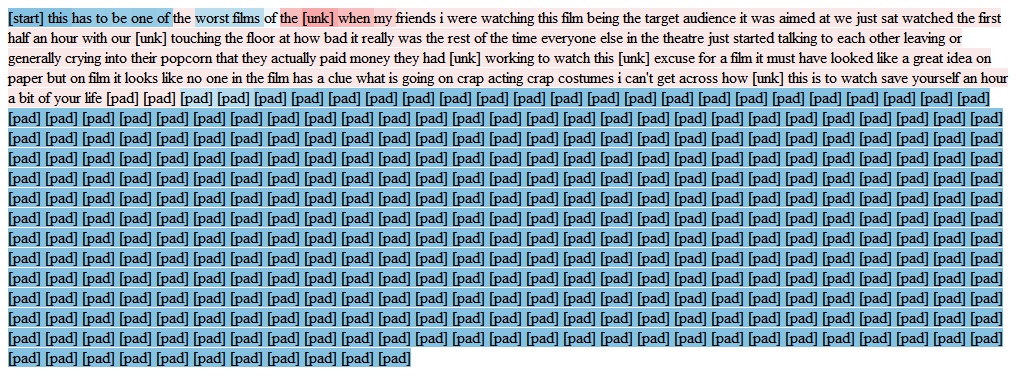 [start] this has to be one of the worst films of the [unk] when my friends i were watching this film being the target audience it was aimed at we just sat watched the first
half an hour with our [unk] touching the floor at how bad it really was the rest of the time everyone else in the theatre just started talking to each other leaving or
generally crying into their popcorn that they actually paid money they had [unk] working to watch this [unk] excuse for a film it must have looked like a great idea on
paper but on film it looks like no one in the film has a clue what is going on crap acting crap costumes i can't get across how [unk] this is to watch save yourself an hour
a bit of your life [pad] [pad] [pad] [pad] [pad] [pad] [pad] [pad] [pad] [pad] [pad] [pad] [pad] [pad] [pad] [pad] [pad] [pad] [pad] [pad] [pad] [pad] [pad] [pad]
[pad] [pad] [pad] [pad] [pad] [pad] [pad] [pad] [pad] [pad] [pad] [pad] [pad] [pad] [pad] [pad] [pad] [pad] [pad] [pad] [pad] [pad] [pad] [pad] [pad] [pad] [pad]
[pad] [pad] [pad] [pad] [pad] [pad] [pad] [pad] [pad] [pad] [pad] [pad] [pad] [pad] [pad] [pad] [pad] [pad] [pad] [pad] [pad] [pad] [pad] [pad] [pad] [pad] [pad]
[pad] [pad] [pad] [pad] [pad] [pad] [pad] [pad] [pad] [pad] [pad] [pad] [pad] [pad] [pad] [pad] [pad] [pad] [pad] [pad] [pad] [pad] [pad] [pad] [pad] [pad] [pad]
[pad] [pad] [pad] [pad] [pad] [pad] [pad] [pad] [pad] [pad] [pad] [pad] [pad] [pad] [pad] [pad] [pad] [pad] [pad] [pad] [pad] [pad] [pad] [pad] [pad] [pad] [pad]
[pad] [pad] [pad] [pad] [pad] [pad] [pad] [pad] [pad] [pad] [pad] [pad] [pad] [pad] [pad] [pad] [pad] [pad] [pad] [pad] [pad] [pad] [pad] [pad] [pad] [pad] [pad]
[pad] [pad] [pad] [pad] [pad] [pad] [pad] [pad] [pad] [pad] [pad] [pad] [pad] [pad] [pad] [pad] [pad] [pad] [pad] [pad] [pad] [pad] [pad] [pad] [pad] [pad] [pad]
[pad] [pad] [pad] [pad] [pad] [pad] [pad] [pad] [pad] [pad] [pad] [pad] [pad] [pad] [pad] [pad] [pad] [pad] [pad] [pad] [pad] [pad] [pad] [pad] [pad] [pad] [pad]
[pad] [pad] [pad] [pad] [pad] [pad] [pad] [pad] [pad] [pad] [pad] [pad] [pad] [pad] [pad] [pad] [pad] [pad] [pad] [pad] [pad] [pad] [pad] [pad] [pad] [pad] [pad]
[pad] [pad] [pad] [pad] [pad] [pad] [pad] [pad] [pad] [pad] [pad] [pad] [pad] [pad] [pad] [pad] [pad] [pad] [pad] [pad] [pad] [pad] [pad] [pad] [pad] [pad] [pad]
[pad] [pad] [pad] [pad] [pad] [pad] [pad] [pad] [pad] [pad] [pad] [pad] [pad] [pad] [pad] [pad] [pad] [pad] [pad] [pad] [pad] [pad] [pad] [pad] [pad] [pad] [pad]
[pad] [pad] [pad] [pad] [pad] [pad] [pad] [pad] [pad] [pad] [pad] [pad] [pad] [pad] [pad] [pad] [pad] [pad] [pad] [pad] [pad] [pad] [pad] [pad] [pad] [pad] [pad]
[pad] [pad] [pad] [pad] [pad] [pad] [pad] [pad] [pad] [pad] [pad] [pad] [pad] [pad] [pad] [pad] [pad] [pad] [pad] [pad] [pad] [pad] [pad] [pad] [pad] [pad] [pad]
[pad] [pad] [pad] [pad] [pad] [pad] [pad] [pad] [pad] [pad] [pad]